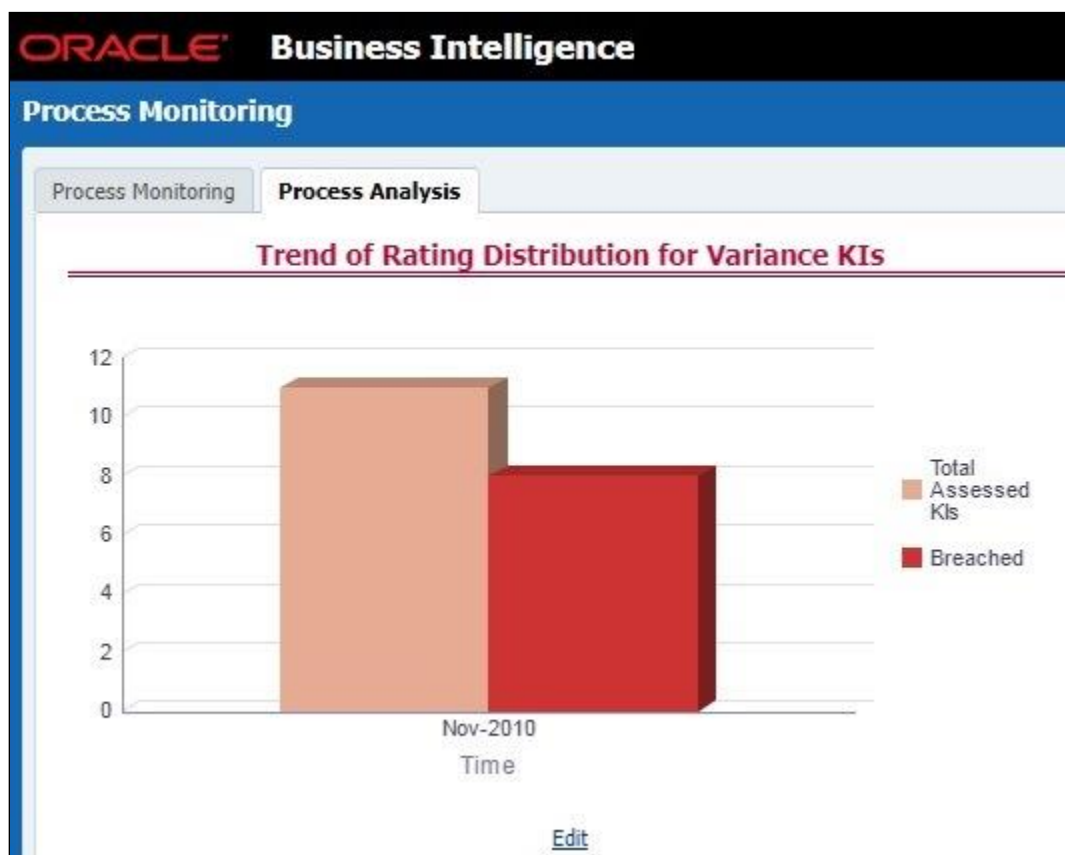 ORACLE Business Intelligence
Process Monitoring
Process Monitoring Process Analysis
Trend of Rating Distribution for Variance KIs
12
10
8
6
4
2
0
Nov-2010
Time
Total
Assessed
KIs
Breached
Edit